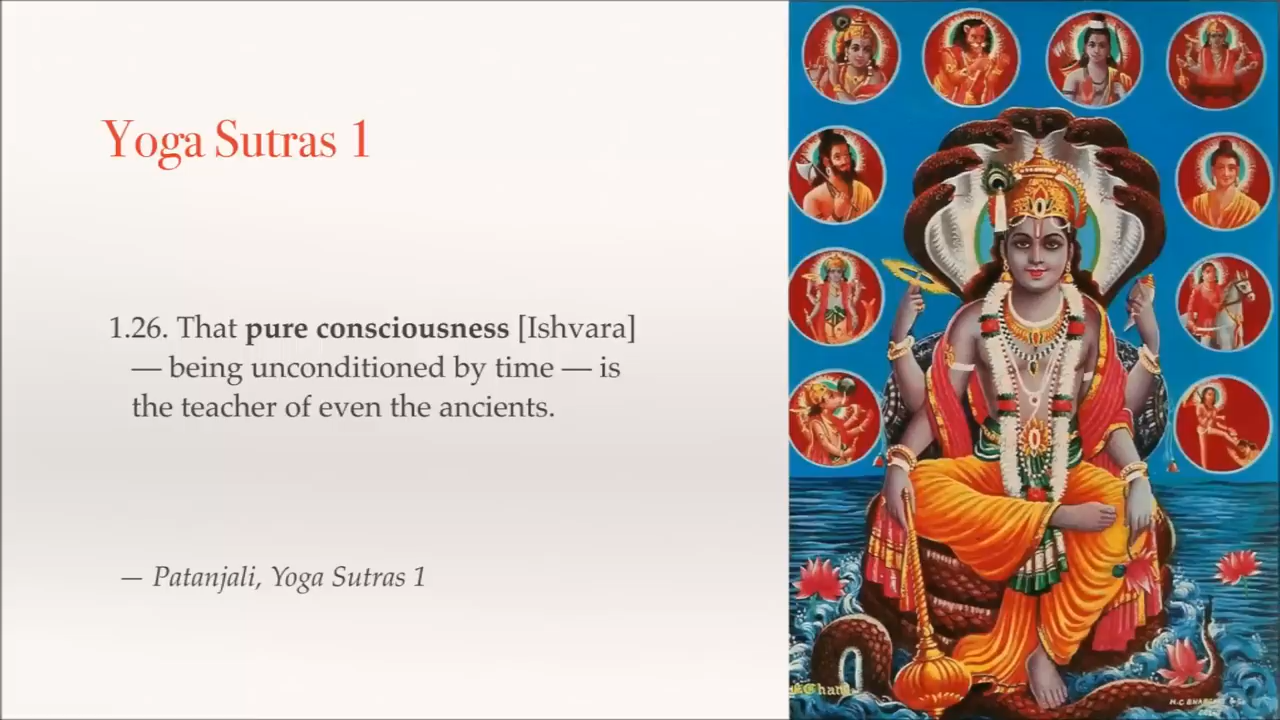 Yoga Sutras 1
1.26. That pure consciousness [Ishvara]
— being unconditioned by time — is
the teacher of even the ancients.
— Patanjali, Yoga Sutras 1